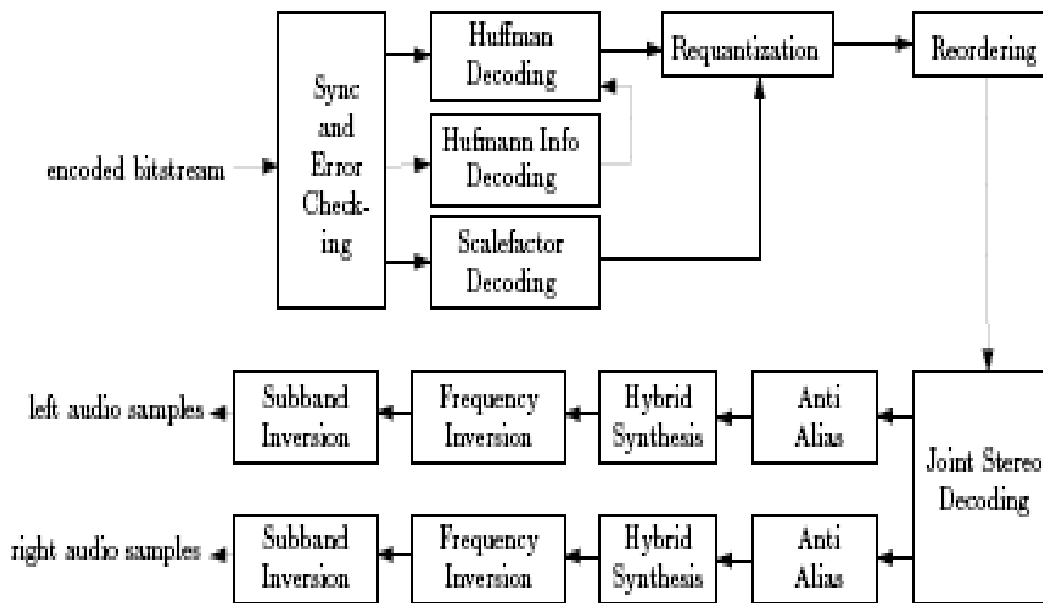 Huffman
Decoding
Requantization
Reordering
Sync
and
Error
Check-
ing
encoded bitstream
Hufmann Info
Decoding
Scalefactor
Decoding
left audio samples
Subband
Inversion
Frequency
Inversion
Hybrid
Synthesis
Anti
Alias
Joint Stereo
Decoding
right audio samples
Subband
Inversion
Frequency
Inversion
Hybrid
Synthesis
Anti
Alias